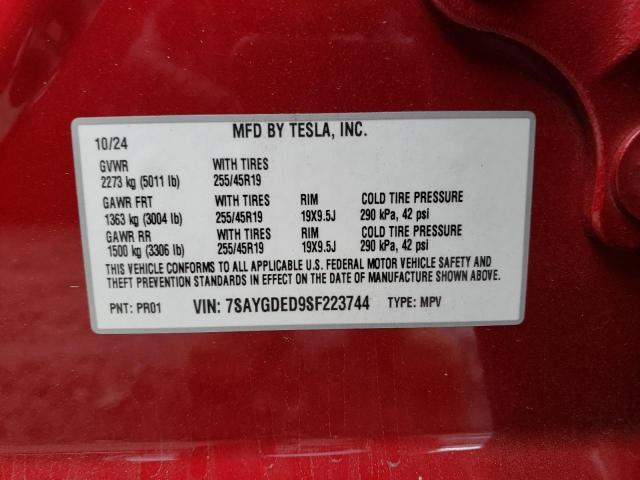 MFD BY TESLA, INC.
10/24
GVWR WITH TIRES
2273 kg (5011 lb) 255/45R19
GAWR FRT WITH TIRES RIM COLD TIRE PRESSURE
1363 kg (3004 lb) 255/45R19 19X9.5J 290 kPa, 42 psi
GAWR RR WITH TIRES RIM COLD TIRE PRESSURE
1500 kg (3306 lb) 255/45R19 19X9.5J 290 kPa, 42 psi
THIS VEHICLE CONFORMS TO ALL APPLICABLE U.S. FEDERAL MOTOR VEHICLE SAFETY AND
THEFT PREVENTION STANDARDS IN EFFECT ON THE DATE OF MANUFACTURE SHOWN ABOVE.
PNT: PR01 VIN: 7SAYGDED9SF223744 TYPE: MPV